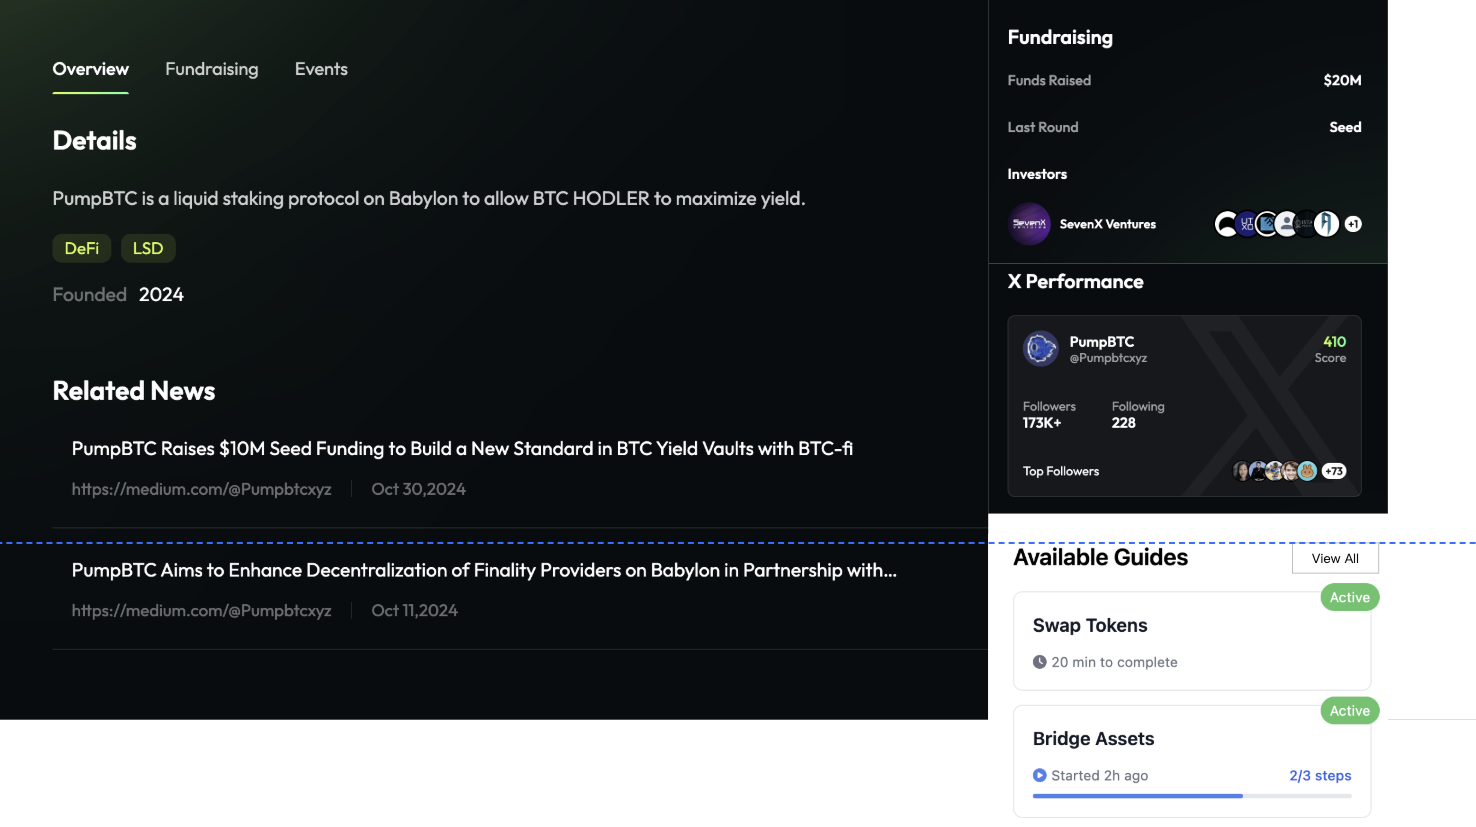 Overview
Fundraising
Events
Details
PumpBTC is a liquid staking protocol on Babylon to allow BTC HODLER to maximize yield.
DeFi
LSD
Founded 2024
Related News
PumpBTC Raises $10M Seed Funding to Build a New Standard in BTC Yield Vaults with BTC-fi
https://medium.com/@Pumpbtcxyz
Oct 30,2024
PumpBTC Aims to Enhance Decentralization of Finality Providers on Babylon in Partnership with...
https://medium.com/@Pumpbtcxyz
Oct 11,2024
Fundraising
Funds Raised
$20M
Last Round
Seed
Investors
SevenX
SevenX Ventures
UT
XO
+1
X Performance
PumpBTC
@Pumpbtcxyz
410
Score
Followers
173K+
Following
228
Top Followers
+73
Available Guides
View All
Active
Swap Tokens
20 min to complete
Active
Bridge Assets
Started 2h ago
2/3 steps